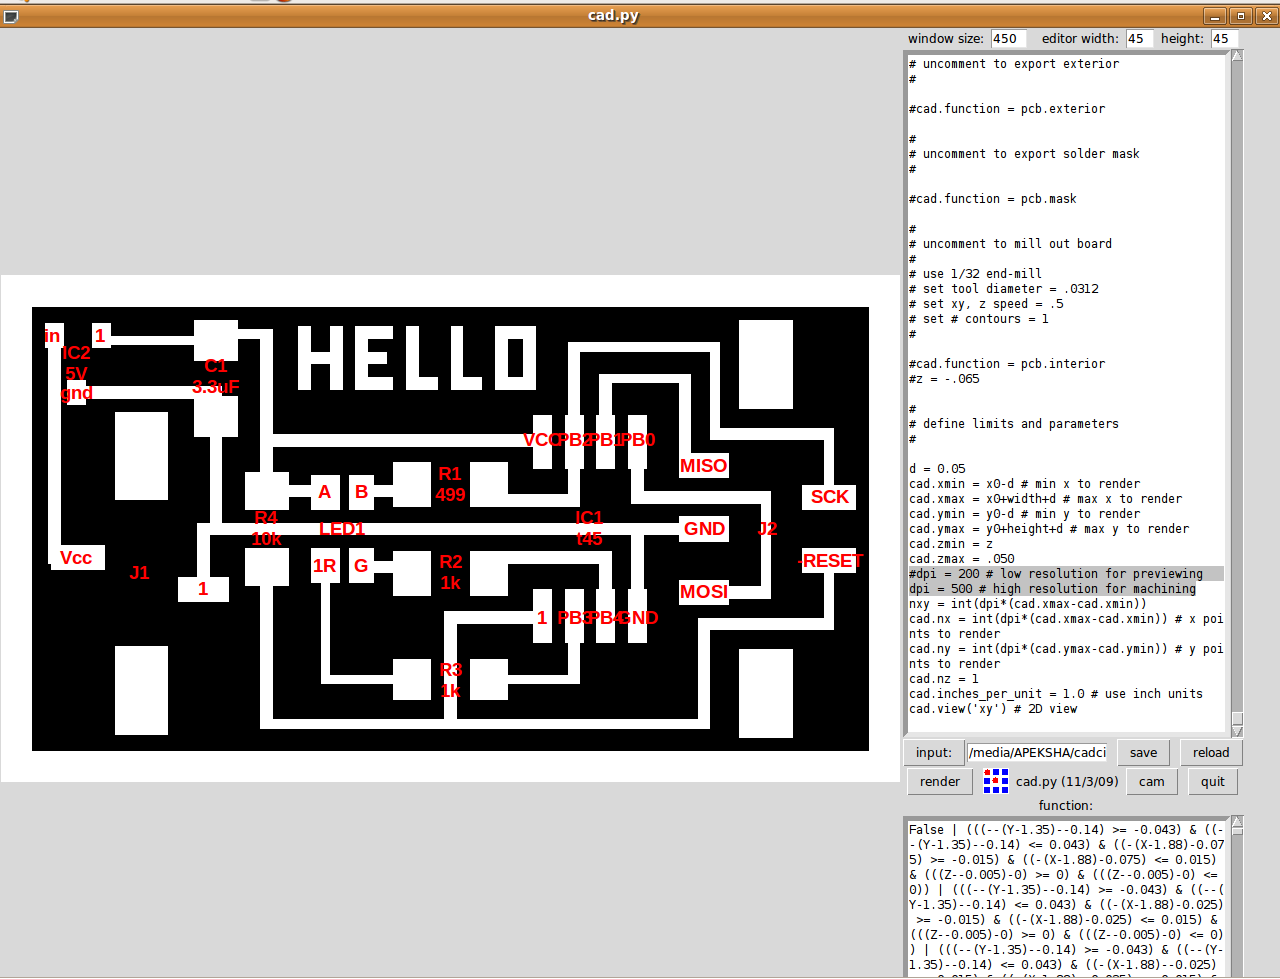 cad.py
window size: 450 editor width: 45 height: 45
# uncomment to export exterior
#
#cad.function = pcb.exterior
#
# uncomment to export solder mask
#
#cad.function = pcb.mask
#
# uncomment to mill out board
#
# use 1/32 end-mill
# set tool diameter = .0312
# set xy, z speed = .5
# set # contours = 1
#
#cad.function = pcb.interior
#z = -.065
#
# define limits and parameters
#
d = 0.05
cad.xmin = x0-d # min x to render
cad.xmax = x0+width+d # max x to render
cad.ymin = y0-d # min y to render
cad.ymax = y0+height+d # max y to render
cad.zmin = z
cad.zmax = .050
#dpi = 200 # low resolution for previewing
dpi = 500 # high resolution for machining
nxy = int(dpi*(cad.xmax-cad.xmin))
cad.nx = int(dpi*(cad.xmax-cad.xmin)) # x poi
nts to render
cad.ny = int(dpi*(cad.ymax-cad.ymin)) # y poi
nts to render
cad.nz = 1
cad.inches_per_unit = 1.0 # use inch units
cad.view('xy') # 2D view
input: /media/APEKSHA/cadci save reload
render cad.py (11/3/09) cam quit
function:
False | (((--(Y-1.35)--0.14) >= -0.043) & ((-
-(Y-1.35)--0.14) <= 0.043) & ((-(X-1.88)-0.07
5) >= -0.015) & ((-(X-1.88)-0.075) <= 0.015)
& (((Z--0.005)-0) >= 0) & (((Z--0.005)-0) <=
0)) | (((--(Y-1.35)--0.14) >= -0.043) & ((--(
Y-1.35)--0.14) <= 0.043) & ((-(X-1.88)-0.025)
>= -0.015) & ((-(X-1.88)-0.025) <= 0.015) &
(((Z--0.005)-0) >= 0) & (((Z--0.005)-0) <= 0)
) | (((--(Y-1.35)--0.14) >= -0.043) & ((--(Y-
1.35)--0.14) <= 0.043) & ((-(X-1.88)--0.025)
HELLO
in 1
IC2
5V
gnd
C1
3.3uF
VCC PB2 PB1 PB0
MISO
R1
499
A B
SCK
R4
10k
LED1
IC1
t45
GND
J2
Vcc
J1
1
1R G
R2
1k
-RESET
MOSI
1 PB3 PB4 GND
R3
1k